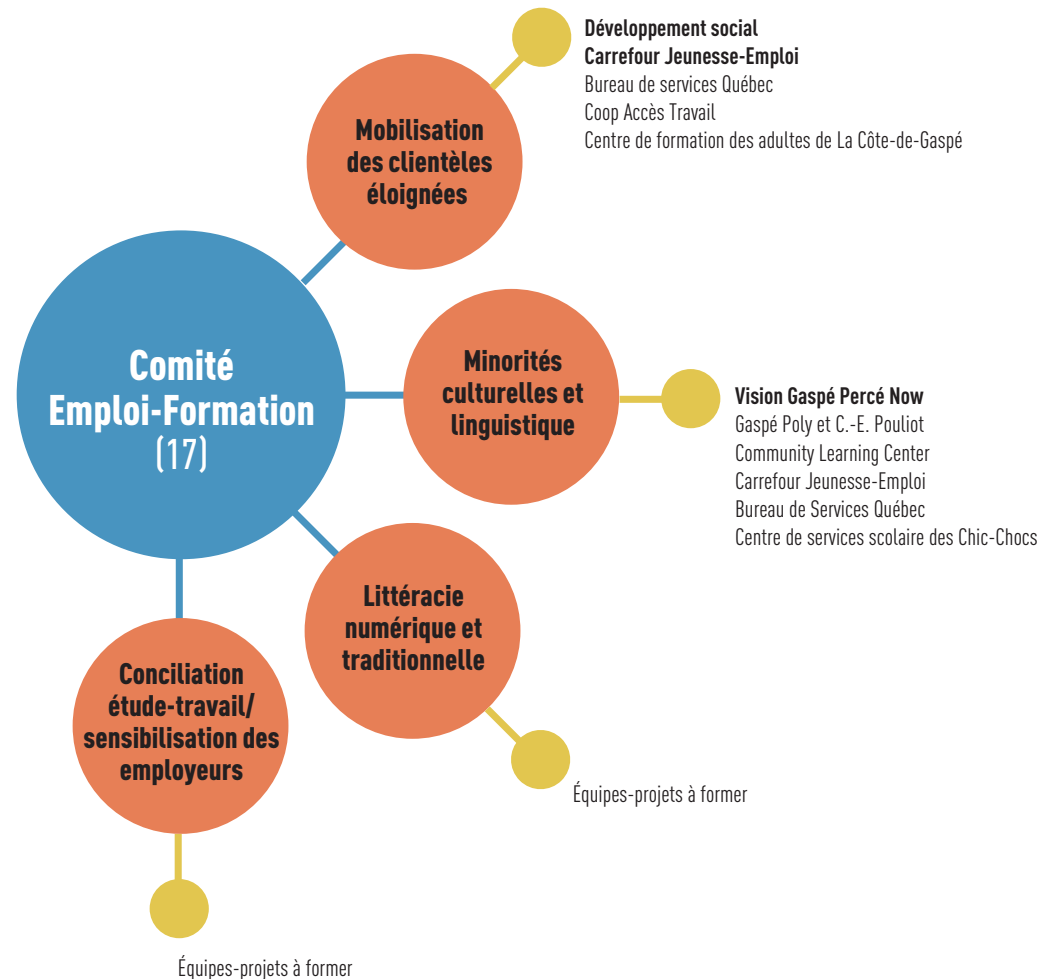 Développement social
Carrefour Jeunesse-Emploi
Bureau de services Québec
Coop Accès Travail
Centre de formation des adultes de La Côte-de-Gaspé
Mobilisation
des clientèles
éloignées
Comité
Emploi-Formation
(17)
Minorités
culturelles et
linguistique
Vision Gaspé Percé Now
Gaspé Poly et C.-E. Pouliot
Community Learning Center
Carrefour Jeunesse-Emploi
Bureau de Services Québec
Centre de services scolaire des Chic-Chocs
Littéracie
numérique et
traditionnelle
Équipes-projets à former
Conciliation
étude-travail/
sensibilisation des
employeurs
Équipes-projets à former